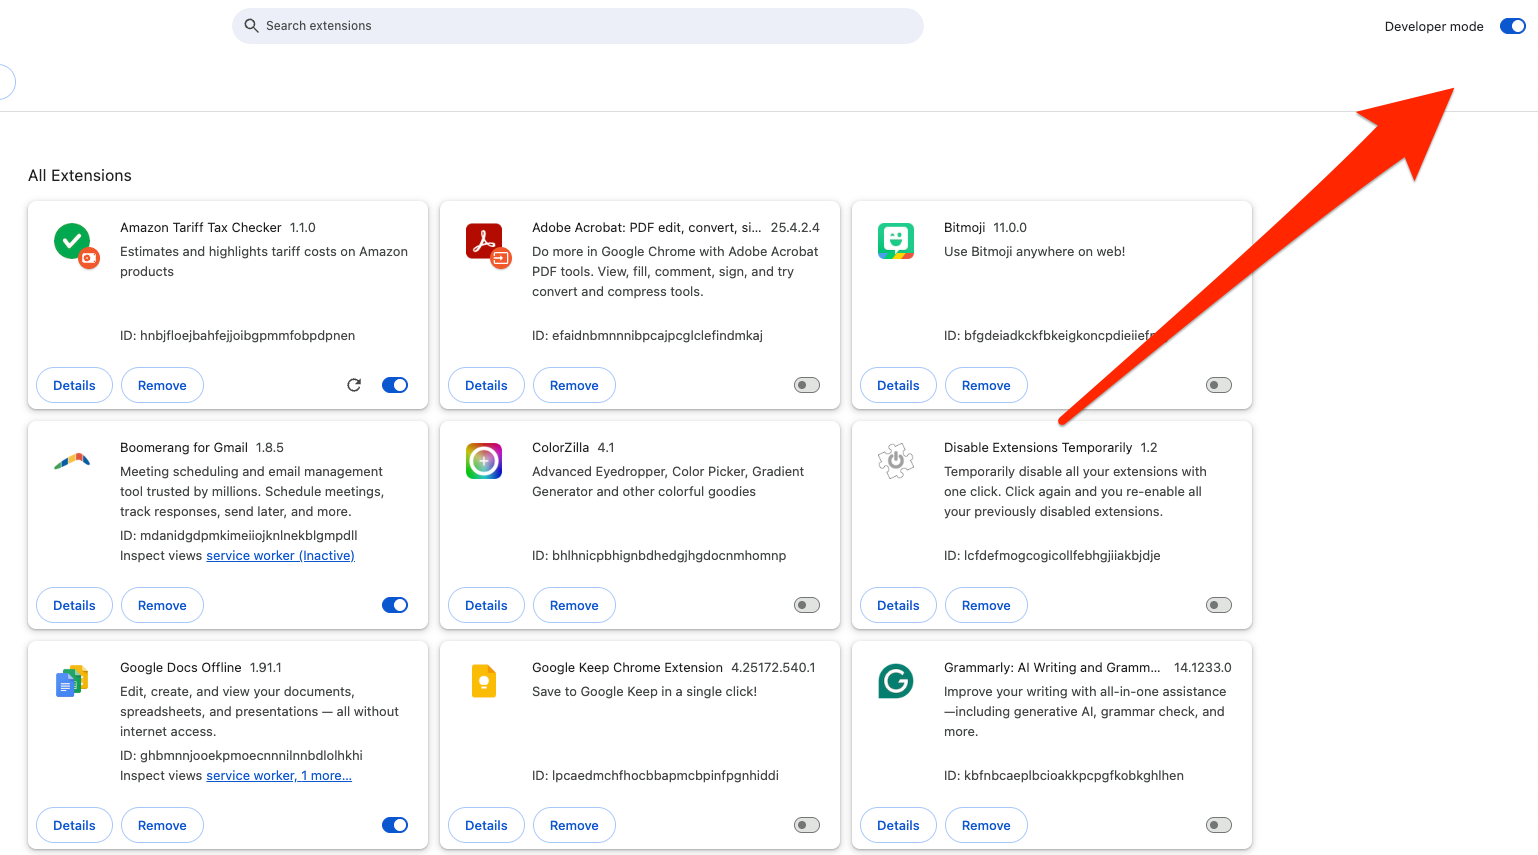 Search extensions
Developer mode
All Extensions
Amazon Tariff Tax Checker 1.1.0
Estimates and highlights tariff costs on Amazon
products
ID: hnbjfloejbahfejjoibgpmmfobpdpnen
Details
Remove
Adobe Acrobat: PDF edit, convert, si... 25.4.2.4
Do more in Google Chrome with Adobe Acrobat
PDF tools. View, fill, comment, sign, and try
convert and compress tools.
ID: efaidnbmnnnibpcajpcglclefindmkaj
Details
Remove
Bitmoji 11.0.0
Use Bitmoji anywhere on web!
ID:
Details
Remove
Boomerang for Gmail 1.8.5
Meeting scheduling and email management
tool trusted by millions. Schedule meetings,
track responses, send later, and more.
ID: mdanidgdpmkimeiiojknlnekblgmpdll
Inspect views service worker (Inactive)
Details
Remove
ColorZilla 4.1
Advanced Eyedropper, Color Picker, Gradient
Generator and other colorful goodies
ID: bhlhnicpbhignbdhedgjhgdocnmhomnp
Details
Remove
Disable Extensions Temporarily 1.2
Temporarily disable all your extensions with
one click. Click again and you re-enable all
your previously disabled extensions.
ID: lcfdefmogcogicollfebhgjiiakbjdje
Details
Remove
Google Docs Offline 1.91.1
Edit, create, and view your documents,
spreadsheets, and presentations — all without
internet access.
ID: ghbmnnjooekpmoecnnnilnnbdlolhkhi
Inspect views service worker, 1 more...
Details
Remove
Google Keep Chrome Extension 4.25172.540.1
Save to Google Keep in a single click!
ID: lpcaedmchfhocbbapmcbpinfpgnhiddi
Details
Remove
Grammarly: AI Writing and Gramm... 14.1233.0
Improve your writing with all-in-one assistance
—including generative AI, grammar check, and
more.
ID: kbfnbcaeplbcioakkpcpgfkobkghlhen
Details
Remove